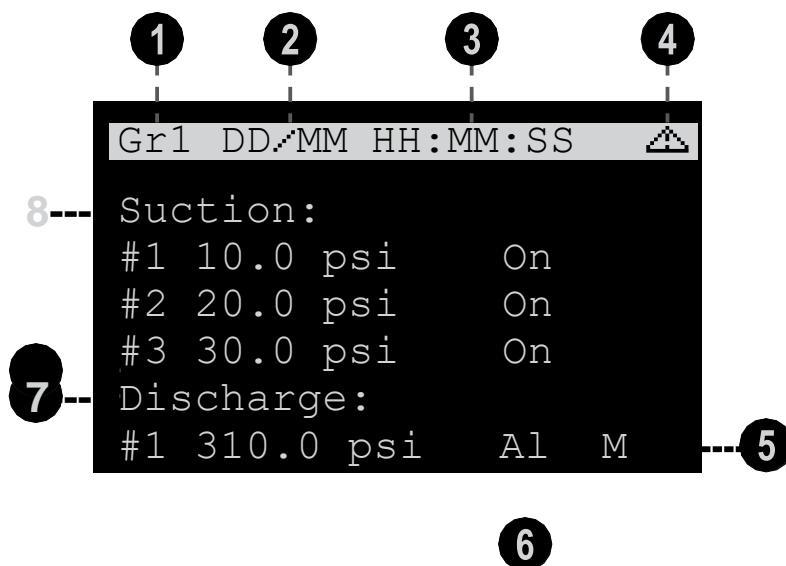 1 2 3 4
Gr1 DD/MM HH:MM:SS
8 Suction:
#1 10.0 psi On
#2 20.0 psi On
#3 30.0 psi On
7 Discharge:
#1 310.0 psi Al M 5
6